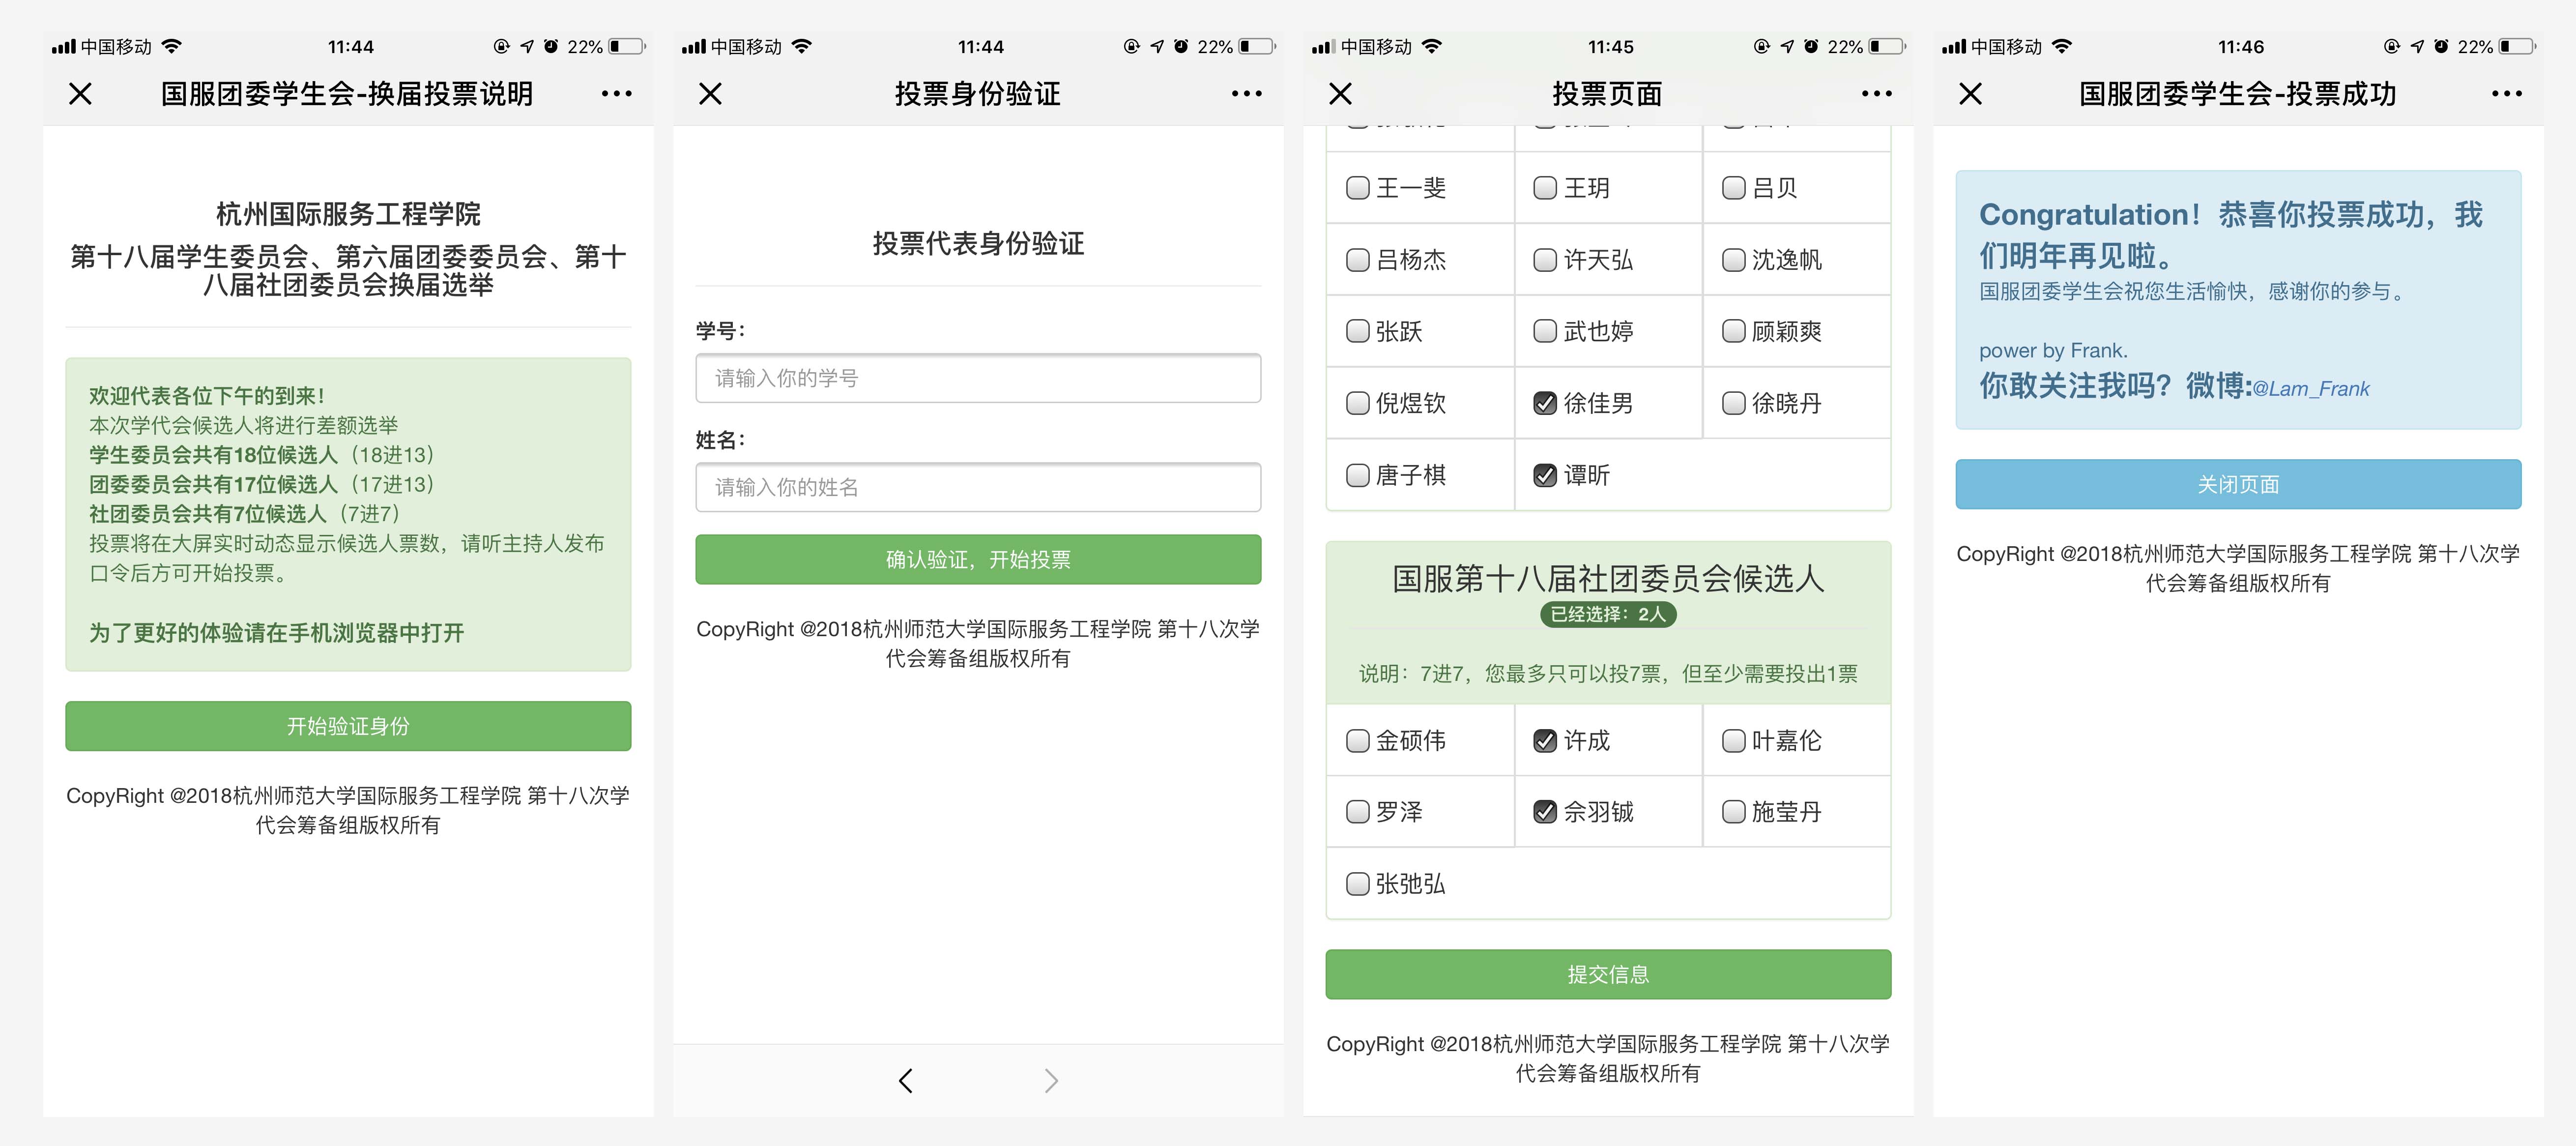 中国移动 11:44 22%
国服团委学生会-换届投票说明
杭州国际服务工程学院
第十八届学生委员会、第六届团委委员会、第十
八届社团委员会换届选举
欢迎代表各位下午的到来！
本次学代会候选人将进行差额选举
学生委员会共有18位候选人（18进13）
团委委员会共有17位候选人（17进13）
社团委员会共有7位候选人（7进7）
投票将在大屏实时动态显示候选人票数，请听主持人发布
口令后方可开始投票。
为了更好的体验请在手机浏览器中打开
开始验证身份
CopyRight @2018杭州师范大学国际服务工程学院 第十八次学
代会筹备组版权所有
中国移动 11:44 22%
投票身份验证
投票代表身份验证
学号：
请输入你的学号
姓名：
请输入你的姓名
确认验证，开始投票
CopyRight @2018杭州师范大学国际服务工程学院 第十八次学
代会筹备组版权所有
中国移动 11:45 22%
投票页面
王一斐 王玥 吕贝
吕杨杰 许天弘 沈逸帆
张跃 武也婷 顾颖爽
倪煜钦 徐佳男 徐晓丹
唐子棋 谭昕
国服第十八届社团委员会候选人
已经选择：2人
说明：7进7，您最多只可以投7票，但至少需要投出1票
金硕伟 许成 叶嘉伦
罗泽 佘羽铖 施莹丹
张弛弘
提交信息
CopyRight @2018杭州师范大学国际服务工程学院 第十八次学
代会筹备组版权所有
中国移动 11:46 22%
国服团委学生会-投票成功
Congratulation！恭喜你投票成功，我
们明年再见啦。
国服团委学生会祝您生活愉快，感谢你的参与。
power by Frank.
你敢关注我吗？微博:@Lam_Frank
关闭页面
CopyRight @2018杭州师范大学国际服务工程学院 第十八次学
代会筹备组版权所有